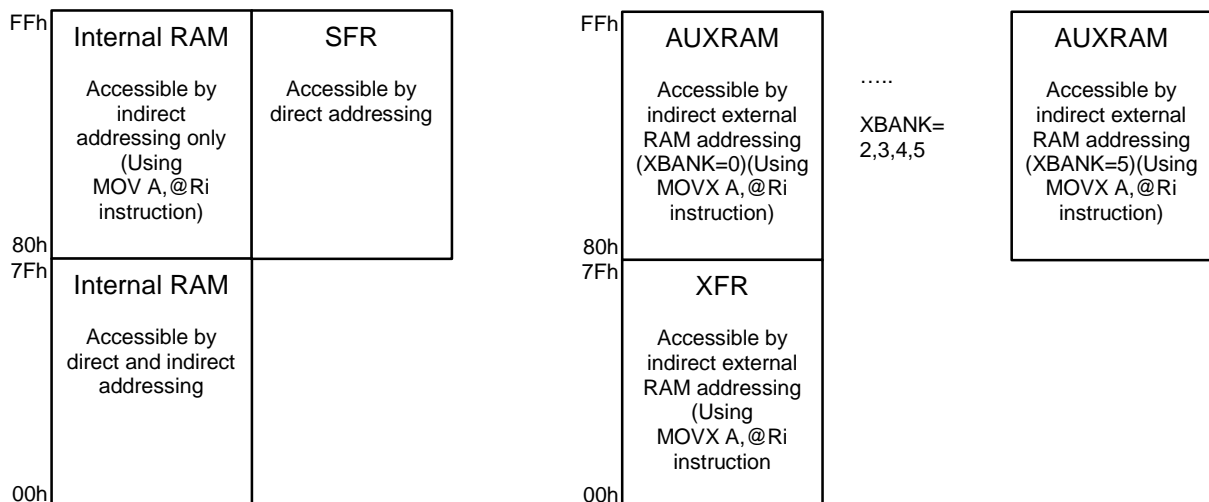 FFh
Internal RAM
Accessible by
indirect
addressing only
(Using
MOV A,@Ri
instruction)
SFR
Accessible by
direct addressing
80h
7Fh
Internal RAM
Accessible by
direct and indirect
addressing
00h
FFh
AUXRAM
Accessible by
indirect external
RAM addressing
(XBANK=0)(Using
MOVX A,@Ri
instruction)
.....
XBANK=
2,3,4,5
AUXRAM
Accessible by
indirect external
RAM addressing
(XBANK=5)(Using
MOVX A,@Ri
instruction)
80h
7Fh
XFR
Accessible by
indirect external
RAM addressing
(Using
MOVX A,@Ri
instruction
00h